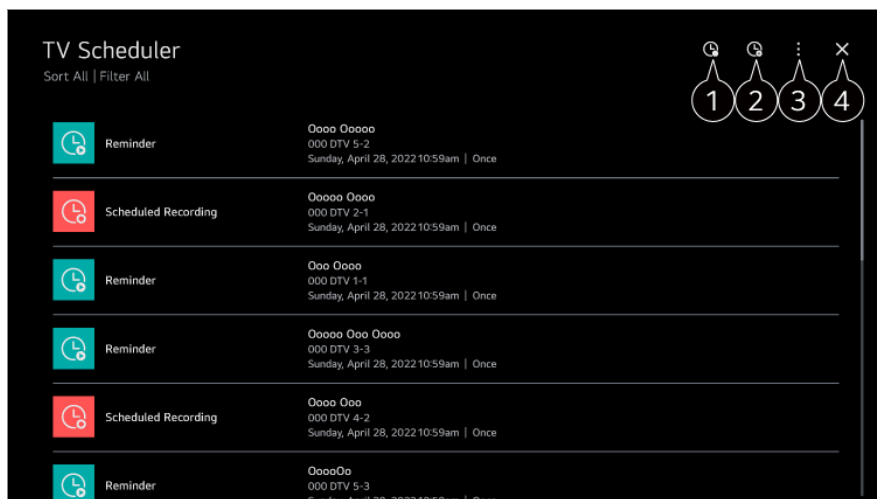 TV Scheduler
Sort All | Filter All
1 2 3 4
Reminder
Oooo Ooooo
000 DTV 5-2
Sunday, April 28, 2022 10:59am | Once
Scheduled Recording
Ooooo Oooo
000 DTV 2-1
Sunday, April 28, 2022 10:59am | Once
Reminder
Ooo Oooo
000 DTV 1-1
Sunday, April 28, 2022 10:59am | Once
Reminder
Ooooo Ooo Oooo
000 DTV 3-3
Sunday, April 28, 2022 10:59am | Once
Scheduled Recording
Oooo Ooo
000 DTV 4-2
Sunday, April 28, 2022 10:59am | Once
Reminder
OoooOo
000 DTV 5-3